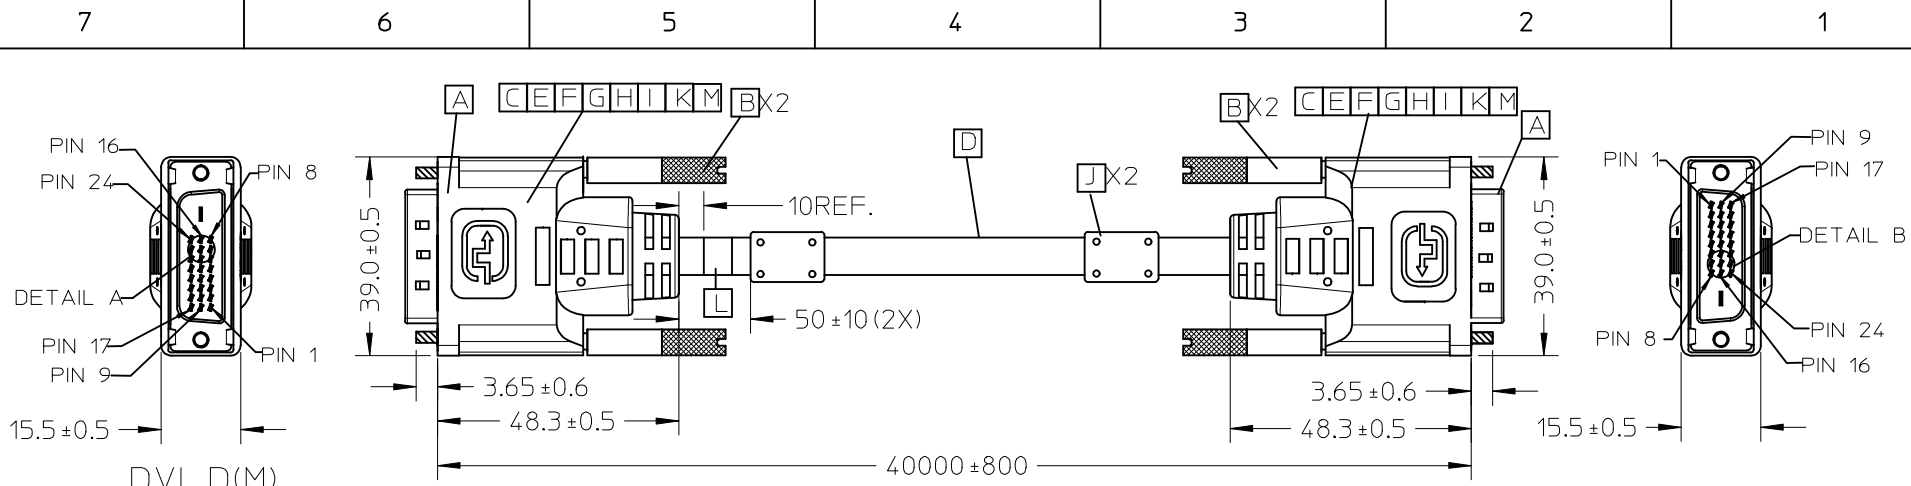 7 6 5 4 3 2 1
A C E F G H I K M B X2 B X2 C E F G H I K M A
D
J X2
PIN 16
PIN 24
PIN 8
DETAIL A
PIN 17
PIN 9
PIN 1
15.5±0.5
DVI D(M)
39.0±0.5
10REF.
L
50±10(2X)
3.65±0.6
48.3±0.5
40000±800
3.65±0.6
48.3±0.5
39.0±0.5
PIN 1
PIN 9
PIN 17
DETAIL B
PIN 24
PIN 8
PIN 16
15.5±0.5